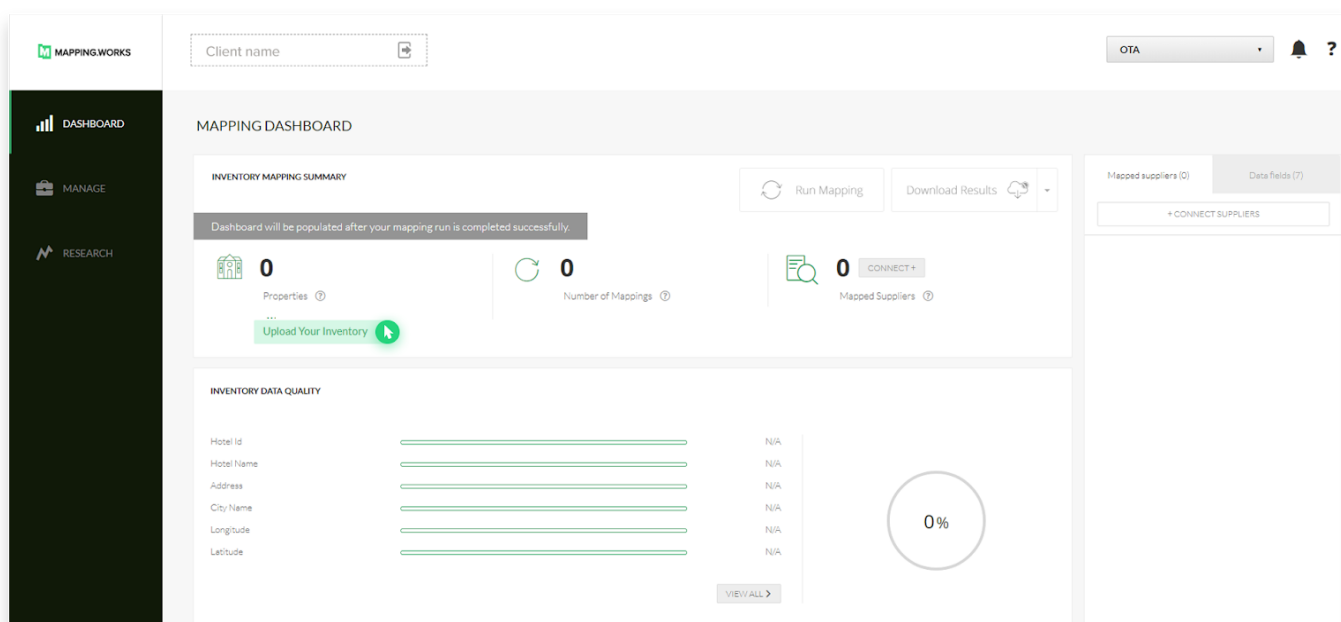 MAPPING.WORKS
Client name
OTA
?
DASHBOARD
MANAGE
RESEARCH
MAPPING DASHBOARD
INVENTORY MAPPING SUMMARY
Run Mapping
Download Results
Dashboard will be populated after your mapping run is completed successfully.
0
Properties ?
...
Upload Your Inventory
0
Number of Mappings ?
0 CONNECT +
Mapped Suppliers ?
Mapped suppliers (0) Data fields (7)
+ CONNECT SUPPLIERS
INVENTORY DATA QUALITY
Hotel Id N/A
Hotel Name N/A
Address N/A
City Name N/A
Longitude N/A
Latitude N/A
0%
VIEW ALL >